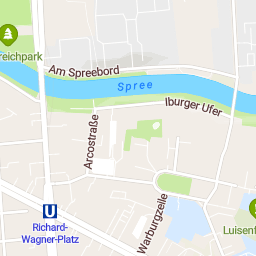 reichpark
Am Spreebord
Spree
Iburger Ufer
Arcostraße
U
Richard-
Wagner-Platz
Warburgzeile
Luisenf